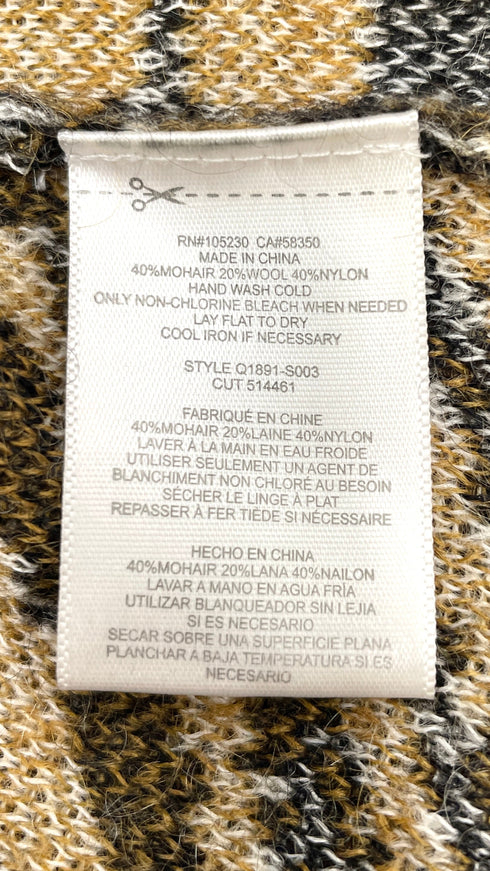 RN#105230 CA#58350
MADE IN CHINA
40%MOHAIR 20%WOOL 40%NYLON
HAND WASH COLD
ONLY NON-CHLORINE BLEACH WHEN NEEDED
LAY FLAT TO DRY
COOL IRON IF NECESSARY
STYLE Q1891-S003
CUT 514461
FABRIQUÉ EN CHINE
40%MOHAIR 20%LAINE 40%NYLON
LAVER À LA MAIN EN EAU FROIDE
UTILISER SEULEMENT UN AGENT DE
BLANCHIMENT NON CHLORÉ AU BESOIN
SÉCHER LE LINGE À PLAT
REPASSER À FER TIÈDE SI NÉCESSAIRE
HECHO EN CHINA
40%MOHAIR 20%LANA 40%NAILON
LAVAR A MANO EN AGUA FRÍA
UTILIZAR BLANQUEADOR SIN LEJIA
SI ES NECESARIO
SECAR SOBRE UNA SUPERFICIE PLANA
PLANCHAR A BAJA TEMPERATURA SI ES
NECESARIO